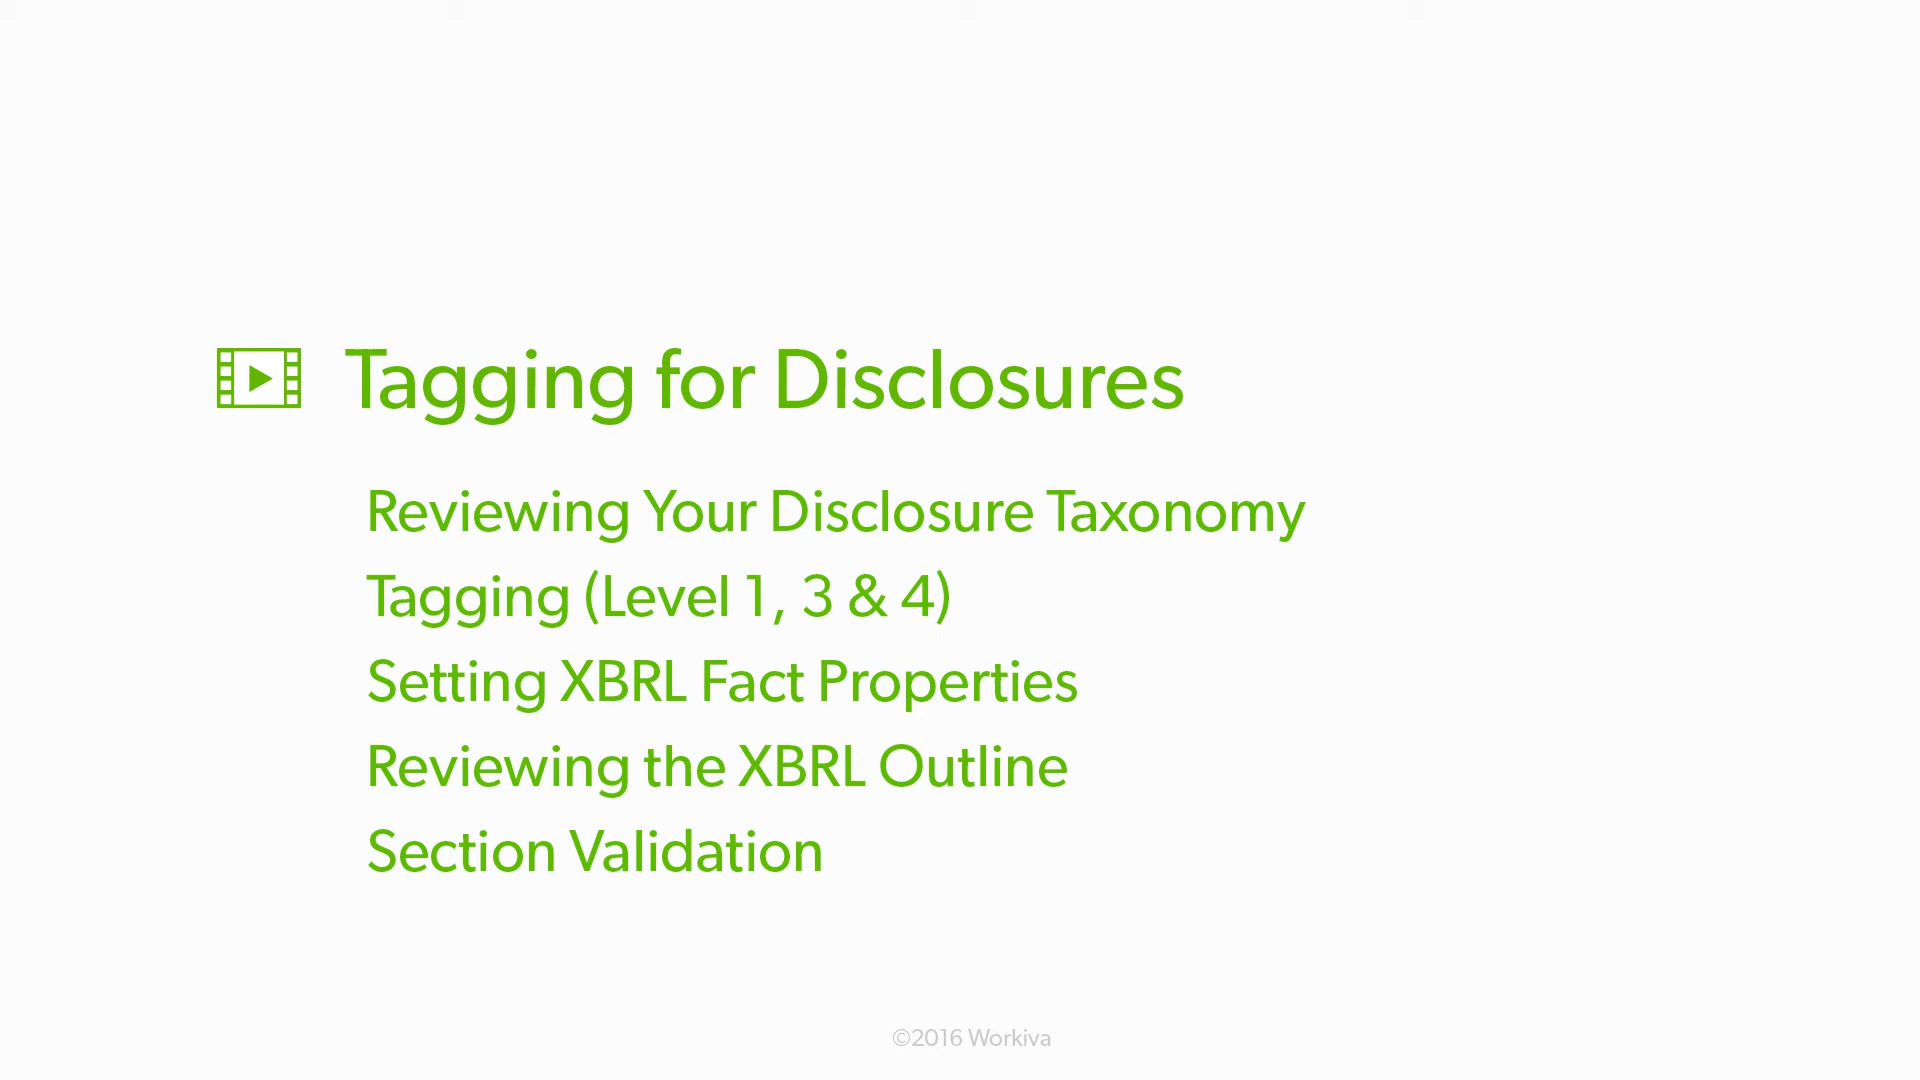 Tagging for Disclosures
Reviewing Your Disclosure Taxonomy
Tagging (Level 1, 3 & 4)
Setting XBRL Fact Properties
Reviewing the XBRL Outline
Section Validation
©2016 Workiva